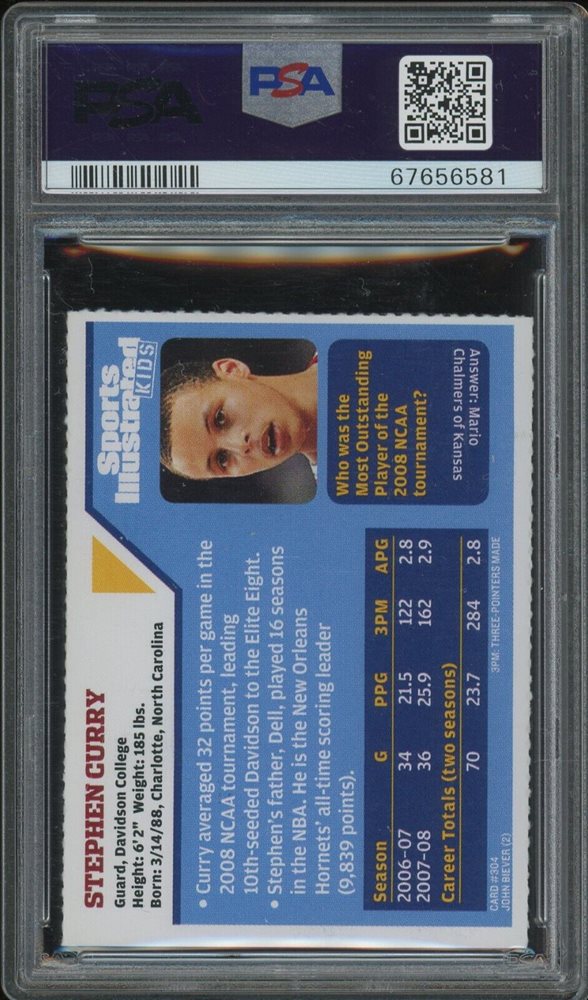 PSA
PSA
67656581
STEPHEN CURRY
Guard, Davidson College
Height: 6'2" Weight: 185 lbs.
Born: 3/14/88, Charlotte, North Carolina
Sports
Illustrated
KIDS
• Curry averaged 32 points per game in the
2008 NCAA tournament, leading
10th-seeded Davidson to the Elite Eight.
• Stephen's father, Dell, played 16 seasons
in the NBA. He is the New Orleans
Hornets' all-time scoring leader
(9,839 points).
Who was the
Most Outstanding
Player of the
2008 NCAA
tournament?
Answer: Mario
Chalmers of Kansas
Season G PPG 3PM APG
2006-07 34 21.5 122 2.8
2007-08 36 25.9 162 2.9
Career Totals (two seasons)
70 23.7 284 2.8
CARD #304
JOHN BIEVER (2)
3PM: THREE-POINTERS MADE